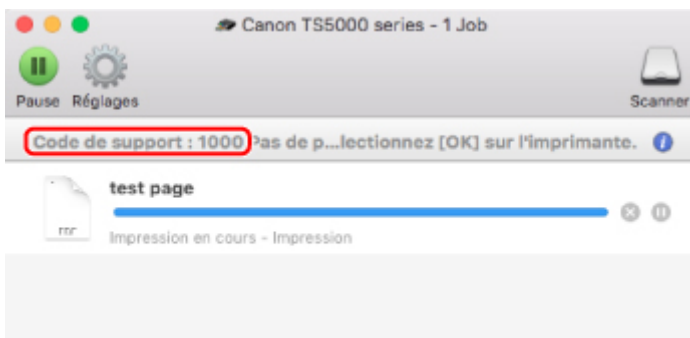 Canon TS5000 series - 1 Job
Pause Réglages Scanner
Code de support : 1000 Pas de p...lectionnez [OK] sur l'imprimante.
test page
Impression en cours - Impression